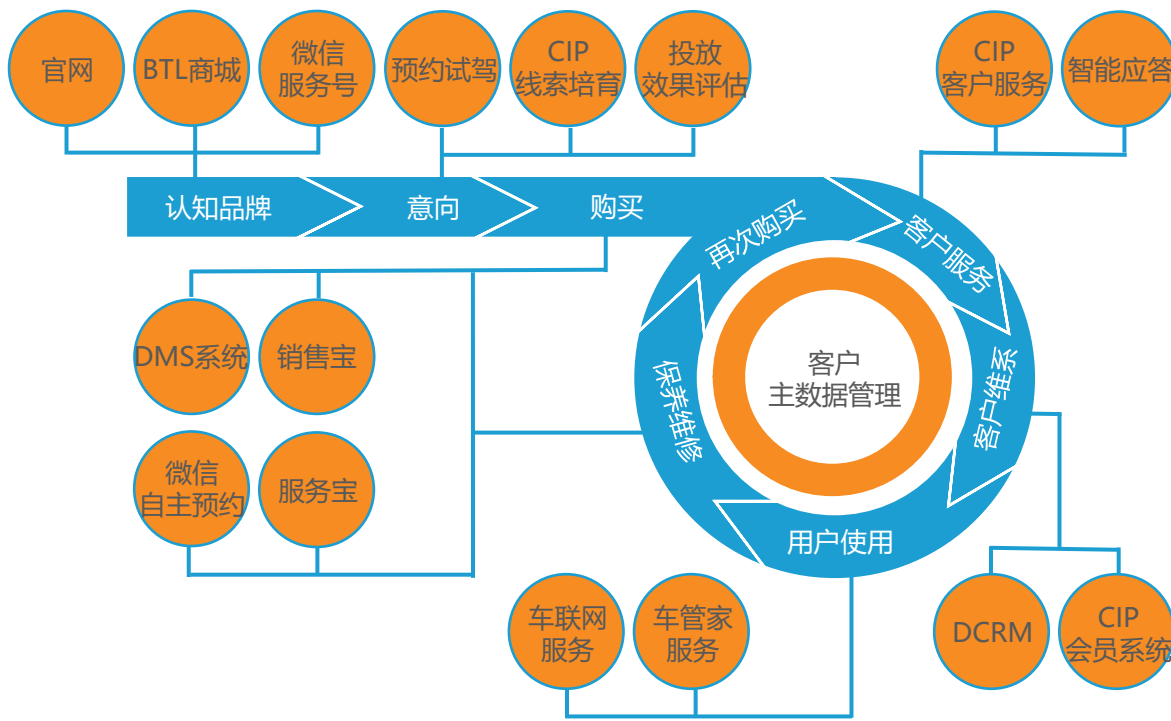 官网
BTL商城
微信
服务号
预约试驾
CIP
线索培育
投放
效果评估
CIP
客户服务
智能应答
认知品牌
意向
购买
再次购买
客户服务
客户维系
用户使用
保养维修
客户
主数据管理
DMS系统
销售宝
微信
自主预约
服务宝
车联网
服务
车管家
服务
DCRM
CIP
会员系统